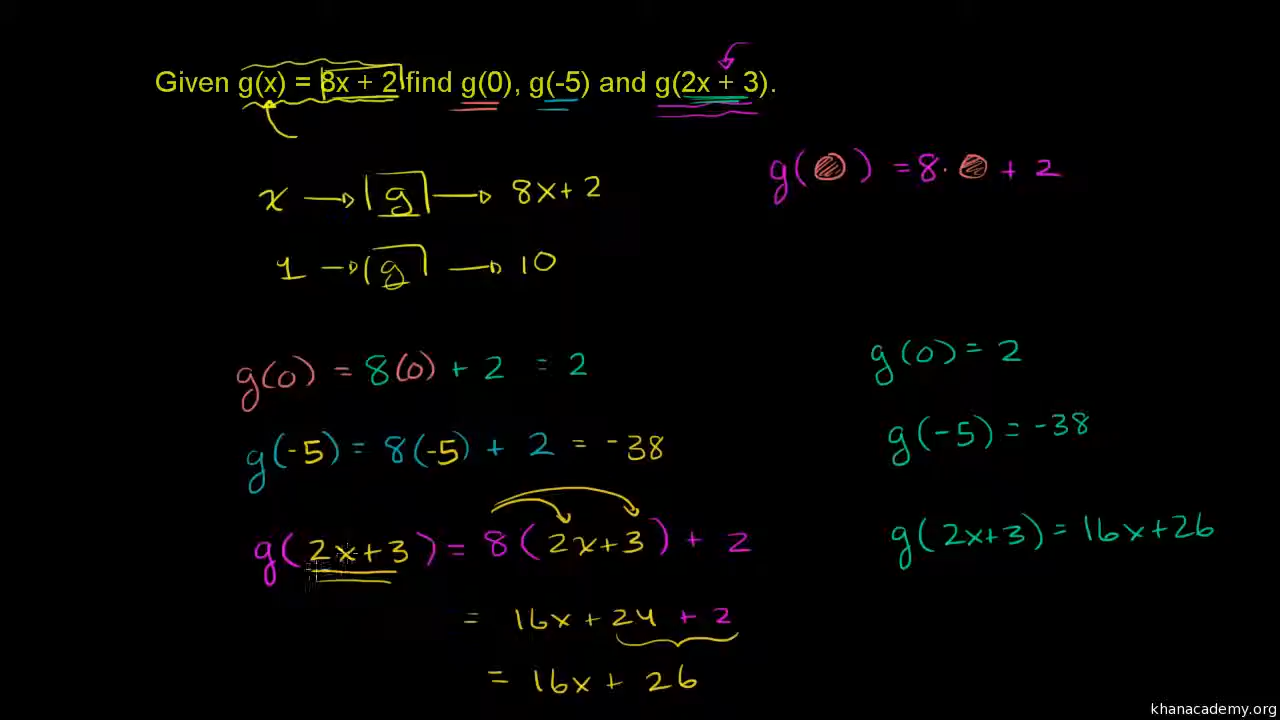 Given g(x) = 8x + 2 find g(0), g(-5) and g(2x + 3).
g( ) = 8 · + 2
x → g → 8x + 2
1 → g → 10
g(0) = 8(0) + 2 = 2
g(-5) = 8(-5) + 2 = -38
g(2x+3) = 8(2x+3) + 2
= 16x + 24 + 2
= 16x + 26
g(0) = 2
g(-5) = -38
g(2x+3) = 16x+26
khanacademy.org